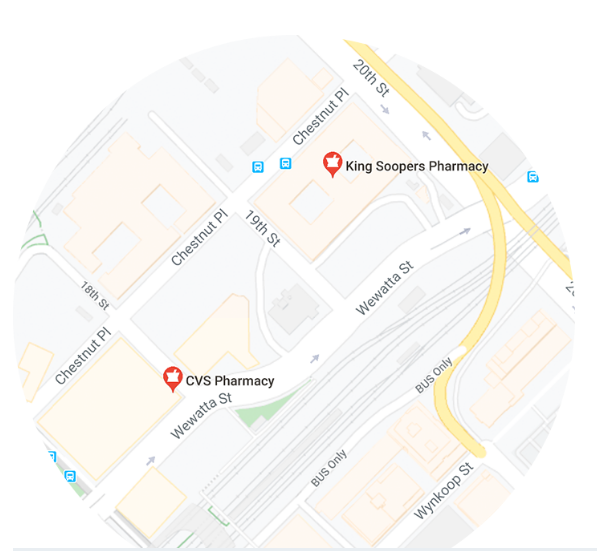 20th St
Chestnut Pl
King Soopers Pharmacy
19th St
Chestnut Pl
18th St
Wewatta St
Chestnut Pl
CVS Pharmacy
BUS Only
Wewatta St
BUS Only
Wynkoop St